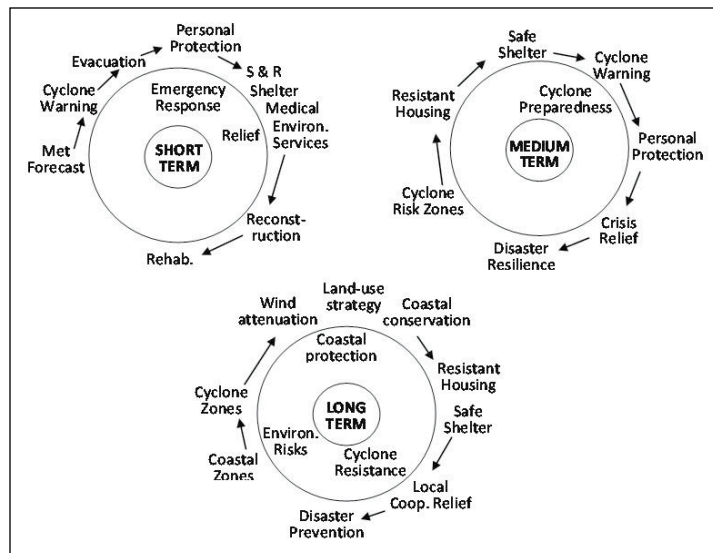 Personal
Protection
Evacuation
S & R
Shelter
Cyclone
Warning
Emergency
Response
Medical
Environ.
Services
Relief
SHORT
TERM
Met
Forecast
Reconst-
ruction
Rehab.
Safe
Shelter
Cyclone
Warning
Resistant
Housing
Cyclone
Preparedness
Personal
Protection
MEDIUM
TERM
Cyclone
Risk Zones
Crisis
Relief
Disaster
Resilience
Land-use
strategy
Wind
attenuation
Coastal
conservation
Coastal
protection
Resistant
Housing
Cyclone
Zones
LONG
TERM
Safe
Shelter
Environ.
Risks
Cyclone
Resistance
Coastal
Zones
Local
Coop. Relief
Disaster
Prevention